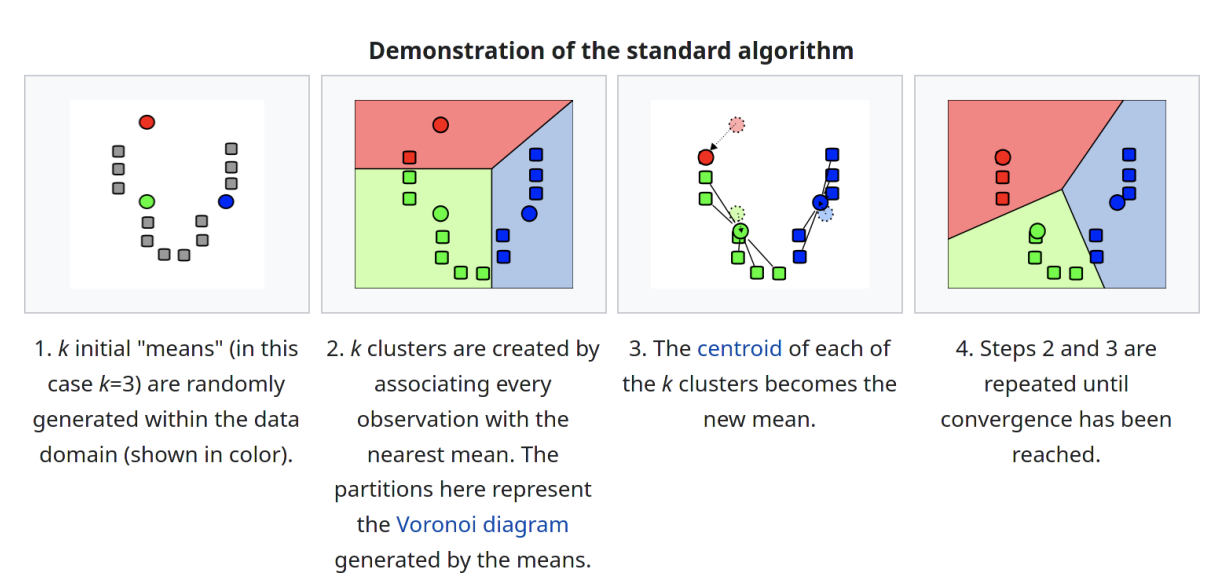 Demonstration of the standard algorithm
1. k initial "means" (in this
case k=3) are randomly
generated within the data
domain (shown in color).
2. k clusters are created by
associating every
observation with the
nearest mean. The
partitions here represent
the Voronoi diagram
generated by the means.
3. The centroid of each of
the k clusters becomes the
new mean.
4. Steps 2 and 3 are
repeated until
convergence has been
reached.